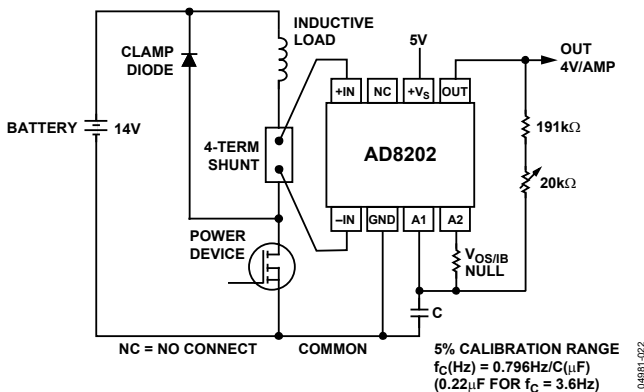 INDUCTIVE
LOAD
CLAMP
DIODE
5V
OUT
4V/AMP
+IN
NC
+VS
OUT
BATTERY
14V
4-TERM
SHUNT
AD8202
191kΩ
20kΩ
–IN
GND
A1
A2
POWER
DEVICE
VOS/IB
NULL
C
NC = NO CONNECT
COMMON
5% CALIBRATION RANGE
fC(Hz) = 0.796Hz/C(µF)
(0.22µF FOR fC = 3.6Hz)
04981-022